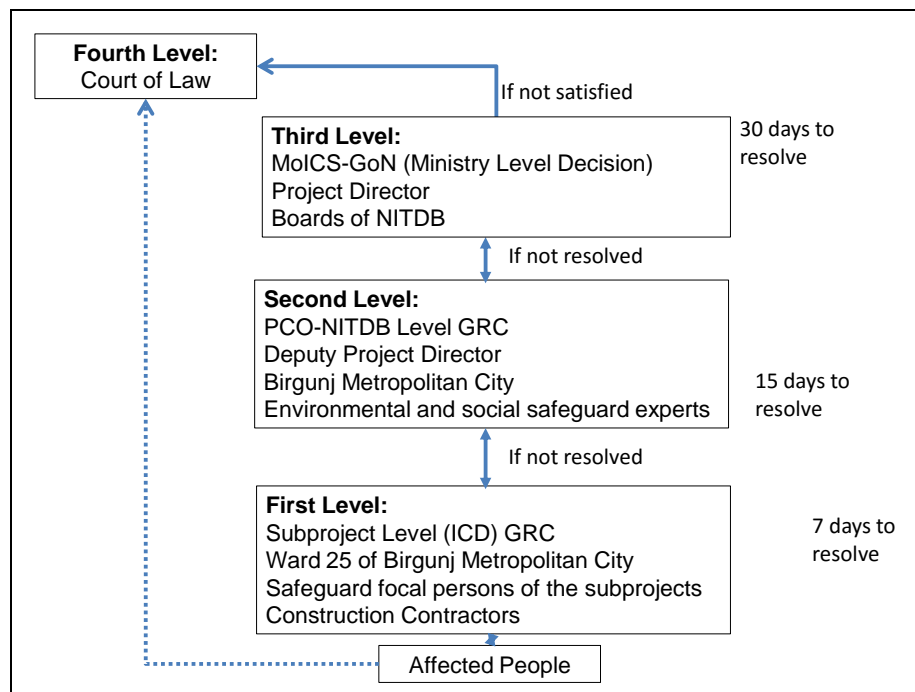 Fourth Level:
Court of Law
If not satisfied
Third Level:
MoICS-GoN (Ministry Level Decision)
Project Director
Boards of NITDB
30 days to
resolve
If not resolved
Second Level:
PCO-NITDB Level GRC
Deputy Project Director
Birgunj Metropolitan City
Environmental and social safeguard experts
15 days to
resolve
If not resolved
First Level:
Subproject Level (ICD) GRC
Ward 25 of Birgunj Metropolitan City
Safeguard focal persons of the subprojects
Construction Contractors
7 days to
resolve
Affected People